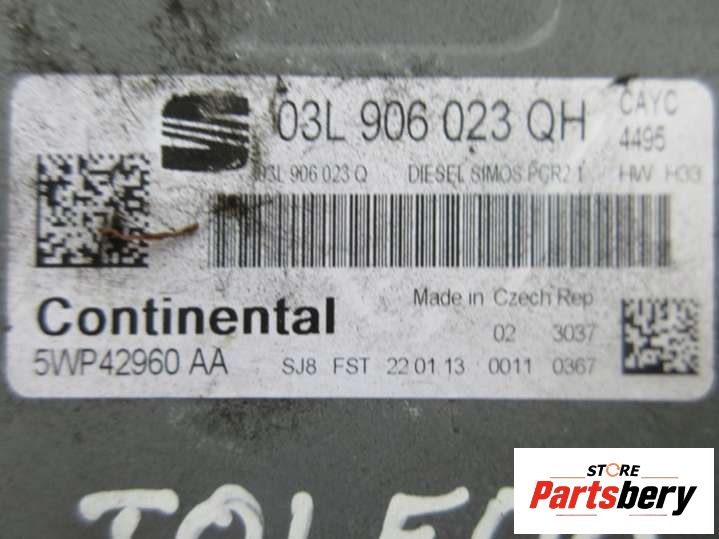 03L 906 023 QH CAYC
4495
03L 906 023 Q DIESEL SIMOS PCR2.1 HW H33
Continental Made in Czech Rep
02 3037
5WP42960 AA SJ8 FST 22 01 13 0011 0367
STORE
Partsbery